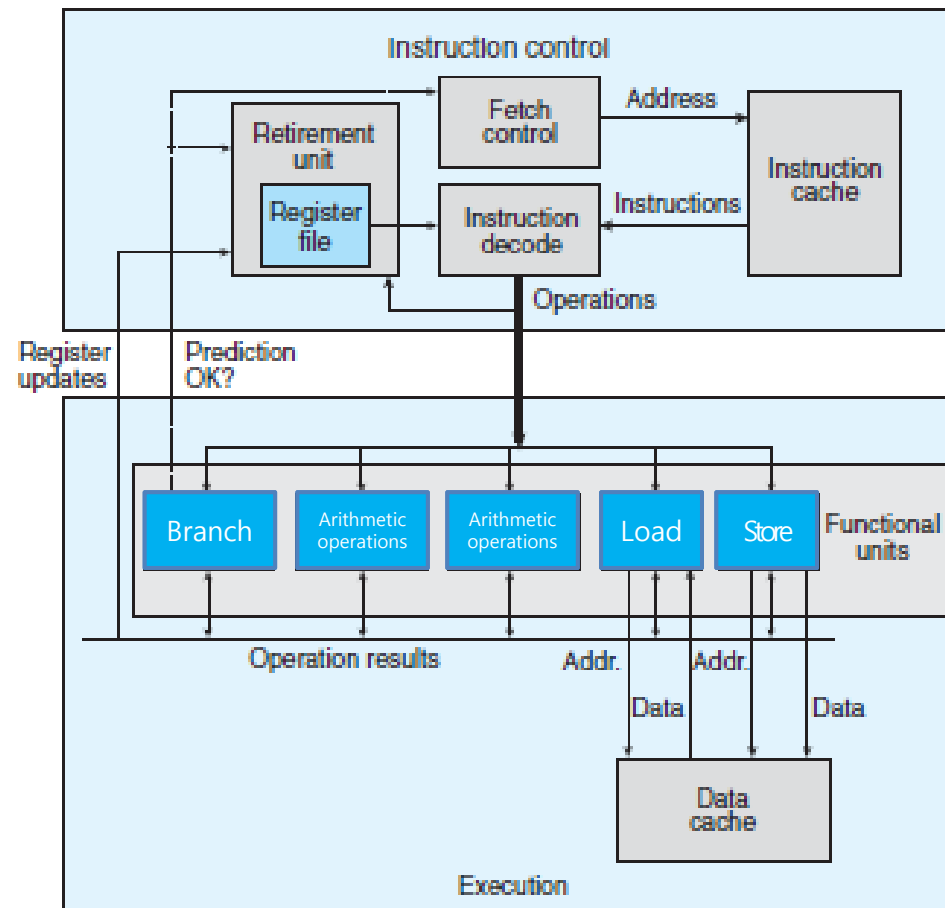 Instruction control
Fetch
control
Address
Retirement
unit
Instruction
cache
Register
file
Instruction
decode
Instructions
Operations
Register
updates
Prediction
OK?
Branch
Arithmetic
operations
Arithmetic
operations
Load
Store
Functional
units
Operation results
Addr.
Addr.
Data
Data
Data
cache
Execution